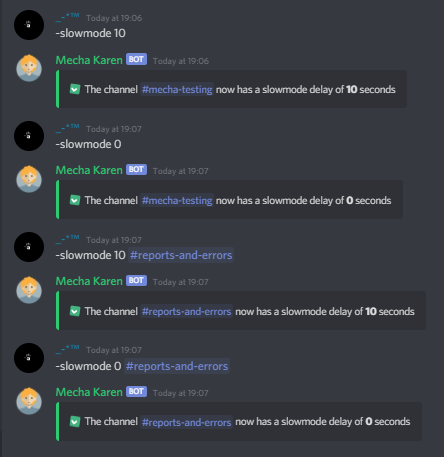 _-*™ Today at 19:06
-slowmode 10
Mecha Karen BOT Today at 19:06
The channel #mecha-testing now has a slowmode delay of 10 seconds
_-*™ Today at 19:07
-slowmode 0
Mecha Karen BOT Today at 19:07
The channel #mecha-testing now has a slowmode delay of 0 seconds
_-*™ Today at 19:07
-slowmode 10 #reports-and-errors
Mecha Karen BOT Today at 19:07
The channel #reports-and-errors now has a slowmode delay of 10 seconds
_-*™ Today at 19:07
-slowmode 0 #reports-and-errors
Mecha Karen BOT Today at 19:07
The channel #reports-and-errors now has a slowmode delay of 0 seconds